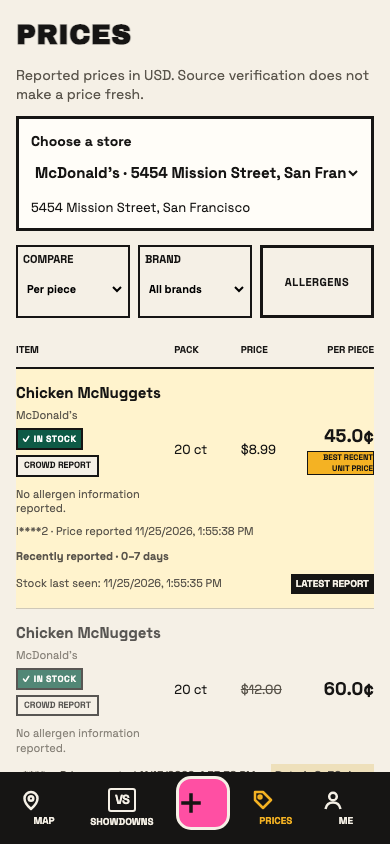 PRICES
Reported prices in USD. Source verification does not
make a price fresh.
Choose a store
McDonald's · 5454 Mission Street, San Fran
5454 Mission Street, San Francisco
COMPARE
Per piece
BRAND
All brands
ALLERGENS
ITEM PACK PRICE PER PIECE
Chicken McNuggets
McDonald's
✓ IN STOCK
CROWD REPORT
20 ct $8.99 45.0¢
BEST RECENT
UNIT PRICE
No allergen information
reported.
l****2 · Price reported 11/25/2026, 1:55:38 PM
Recently reported · 0–7 days
Stock last seen: 11/25/2026, 1:55:35 PM
LATEST REPORT
Chicken McNuggets
McDonald's
✓ IN STOCK
CROWD REPORT
20 ct $12.00 60.0¢
No allergen information
reported.
MAP
VS
SHOWDOWNS
+
PRICES
ME